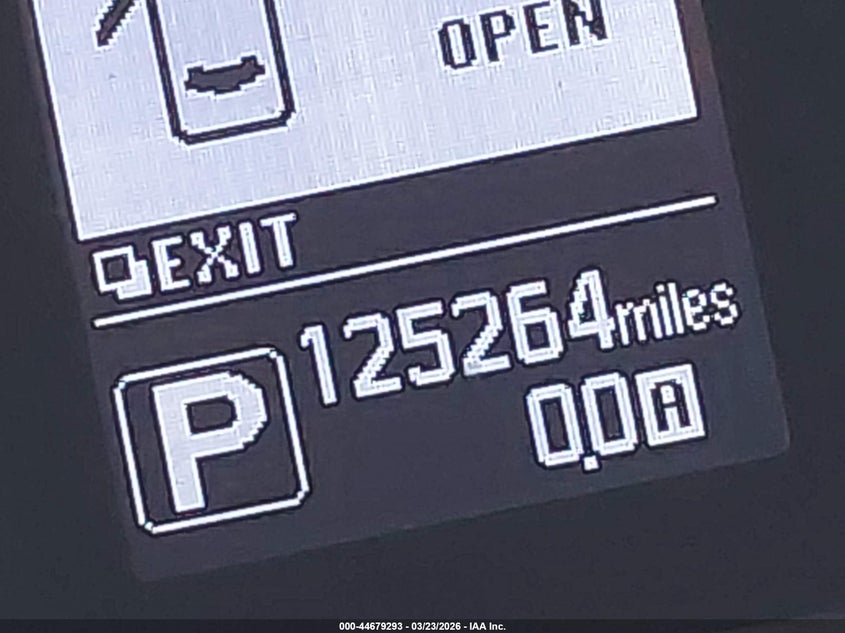 OPEN
EXIT
125264miles
P
0.0A
000-44679293 - 03/23/2026 - IAA Inc.